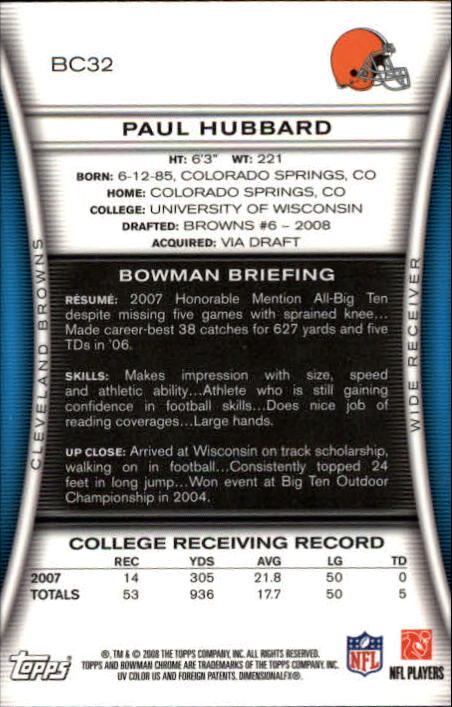 BC32
PAUL HUBBARD
HT: 6'3" WT: 221
BORN: 6-12-85, COLORADO SPRINGS, CO
HOME: COLORADO SPRINGS, CO
COLLEGE: UNIVERSITY OF WISCONSIN
DRAFTED: BROWNS #6 – 2008
ACQUIRED: VIA DRAFT
CLEVELAND BROWNS
WIDE RECEIVER
BOWMAN BRIEFING
RÉSUMÉ: 2007 Honorable Mention All-Big Ten
despite missing five games with sprained knee...
Made career-best 38 catches for 627 yards and five
TDs in '06.
SKILLS: Makes impression with size, speed
and athletic ability...Athlete who is still gaining
confidence in football skills...Does nice job of
reading coverages...Large hands.
UP CLOSE: Arrived at Wisconsin on track scholarship,
walking on in football...Consistently topped 24
feet in long jump...Won event at Big Ten Outdoor
Championship in 2004.
COLLEGE RECEIVING RECORD
REC YDS AVG LG TD
2007 14 305 21.8 50 0
TOTALS 53 936 17.7 50 5
®, TM & © 2008 THE TOPPS COMPANY, INC. ALL RIGHTS RESERVED.
TOPPS AND BOWMAN CHROME ARE TRADEMARKS OF THE TOPPS COMPANY, INC.
UV COLOR US AND FOREIGN PATENTS. DIMENSIONALFX®.
TOPPS
NFL
NFL PLAYERS